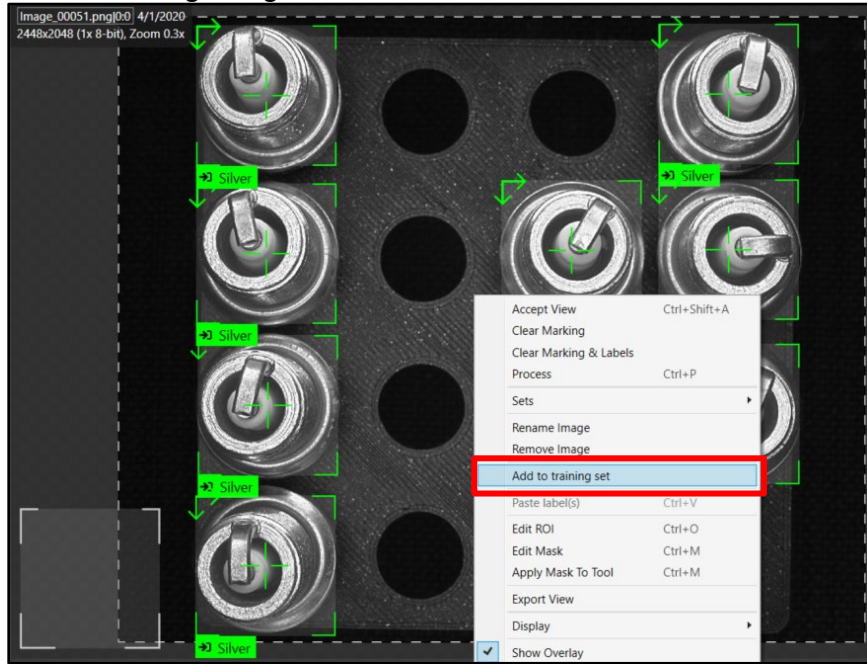 Image_00051.png|0:0 4/1/2020
2448x2048 (1x 8-bit), Zoom 0.3x
Silver
Silver
Silver
Silver
Silver
Accept View Ctrl+Shift+A
Clear Marking
Clear Marking & Labels
Process Ctrl+P
Sets
Rename Image
Remove Image
Add to training set
Paste label(s) Ctrl+V
Edit ROI Ctrl+O
Edit Mask Ctrl+M
Apply Mask To Tool Ctrl+M
Export View
Display
Show Overlay